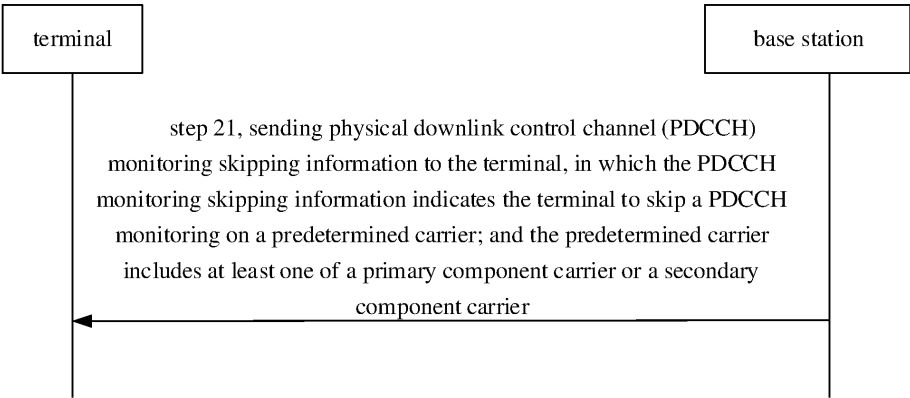 terminal
base station
step 21, sending physical downlink control channel (PDCCH)
monitoring skipping information to the terminal, in which the PDCCH
monitoring skipping information indicates the terminal to skip a PDCCH
monitoring on a predetermined carrier; and the predetermined carrier
includes at least one of a primary component carrier or a secondary
component carrier